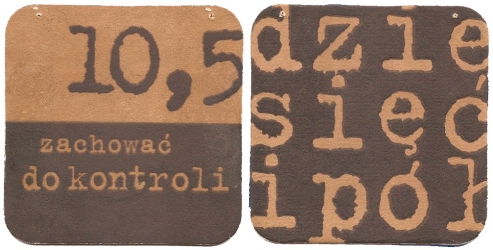 10,5
zachować
do kontroli
dzie
sięć
i pół